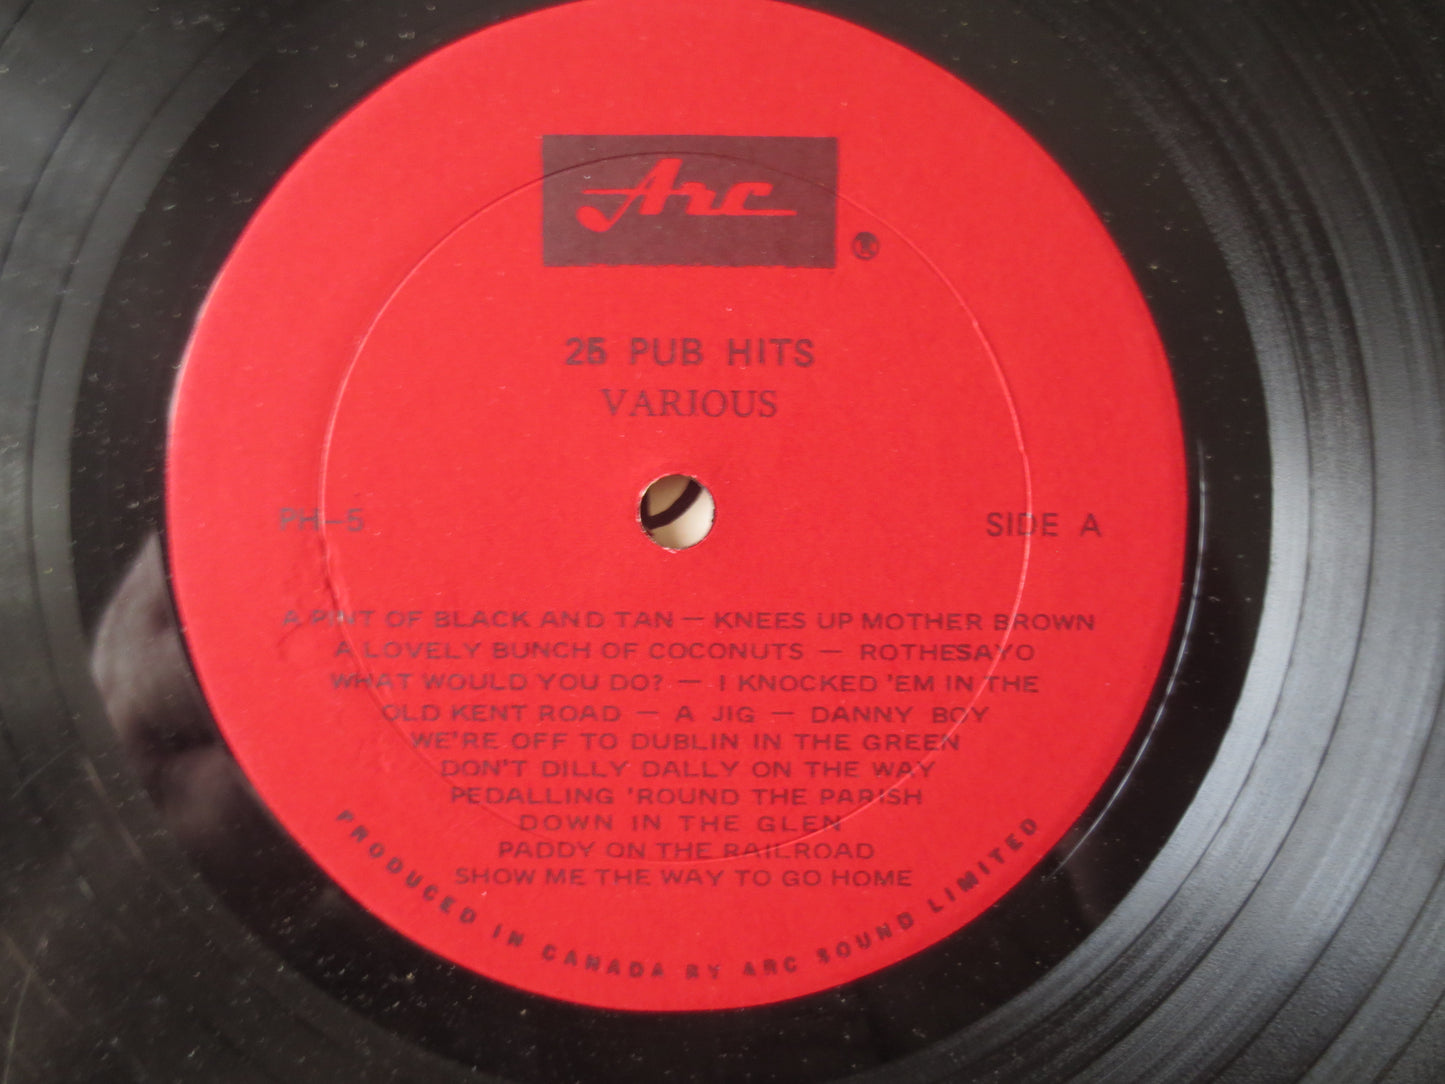 Arc
®
25 PUB HITS
VARIOUS
PH-5
SIDE A
A PINT OF BLACK AND TAN — KNEES UP MOTHER BROWN
A LOVELY BUNCH OF COCONUTS — ROTHESAYO
WHAT WOULD YOU DO? — I KNOCKED 'EM IN THE
OLD KENT ROAD — A JIG — DANNY BOY
WE'RE OFF TO DUBLIN IN THE GREEN
DON'T DILLY DALLY ON THE WAY
PEDALLING 'ROUND THE PARISH
DOWN IN THE GLEN
PADDY ON THE RAILROAD
SHOW ME THE WAY TO GO HOME
PRODUCED IN CANADA BY ARC SOUND LIMITED